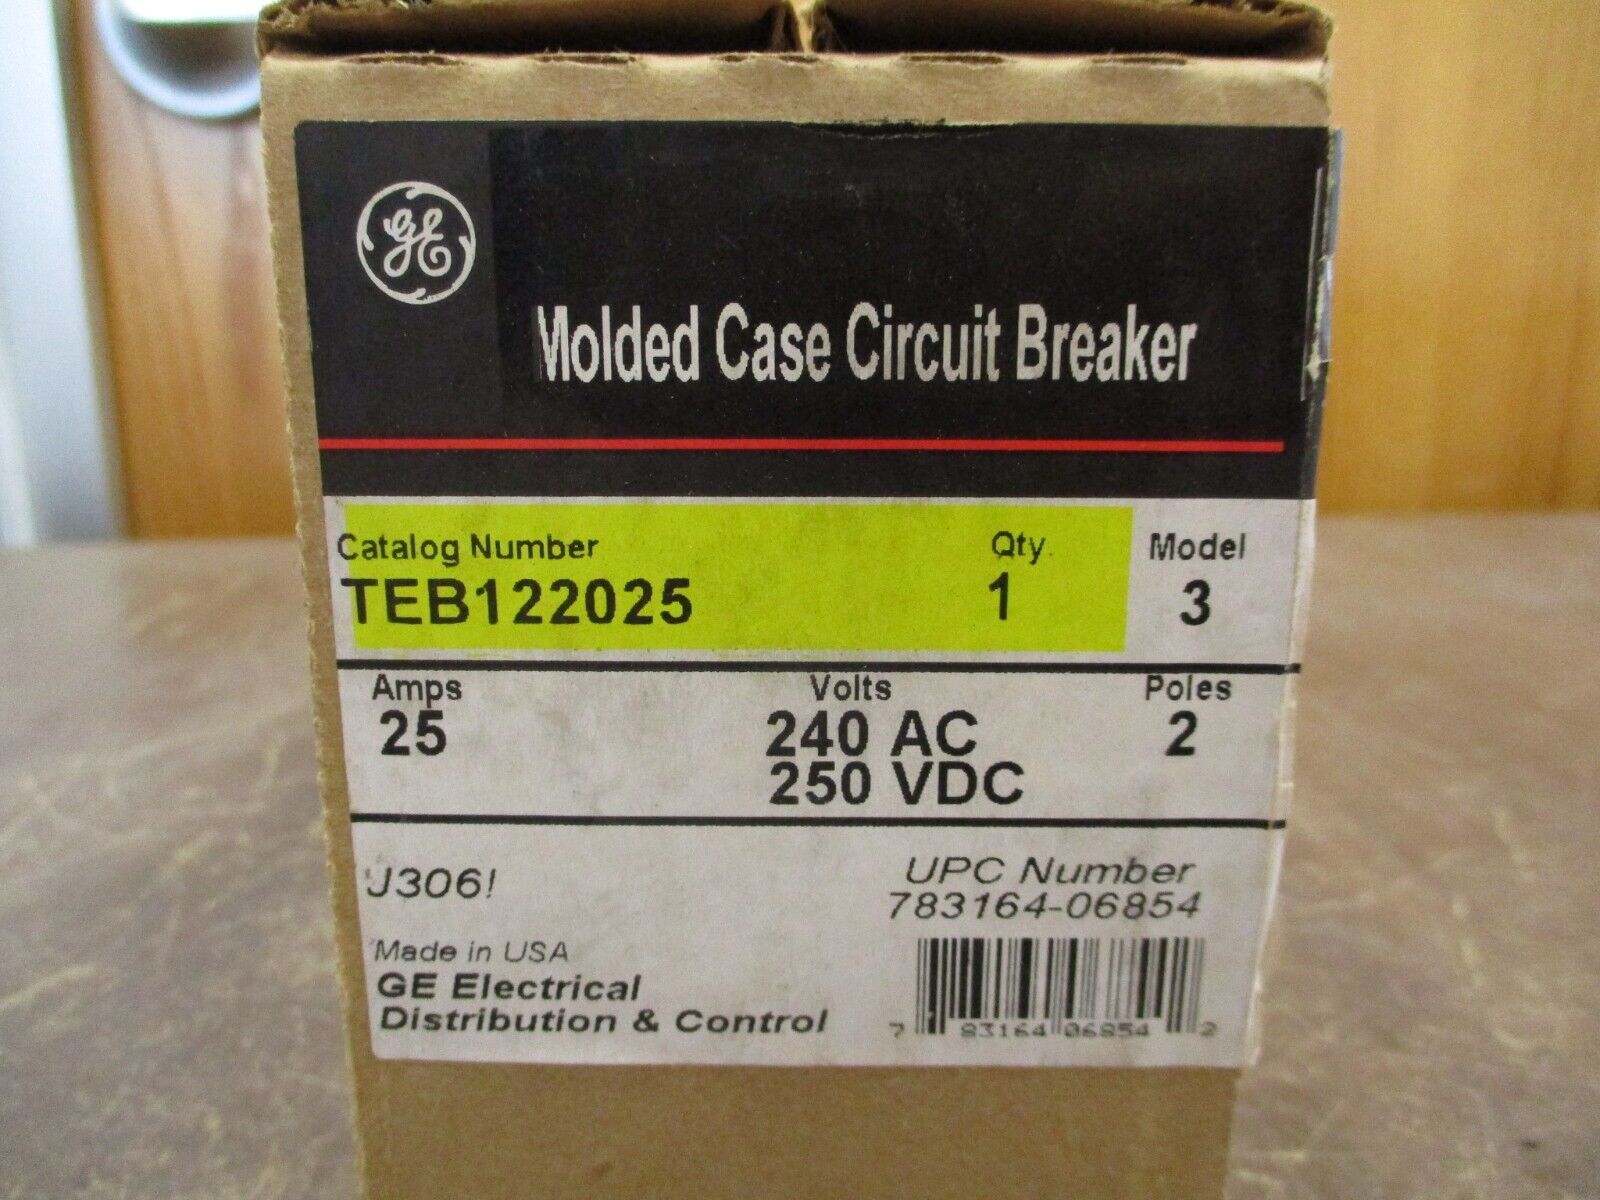 GE
Molded Case Circuit Breaker
Catalog Number Qty. Model
TEB122025 1 3
Amps Volts Poles
25 240 AC 2
250 VDC
J306!
UPC Number
783164-06854
Made in USA
GE Electrical
Distribution & Control
7 83164 06854 2